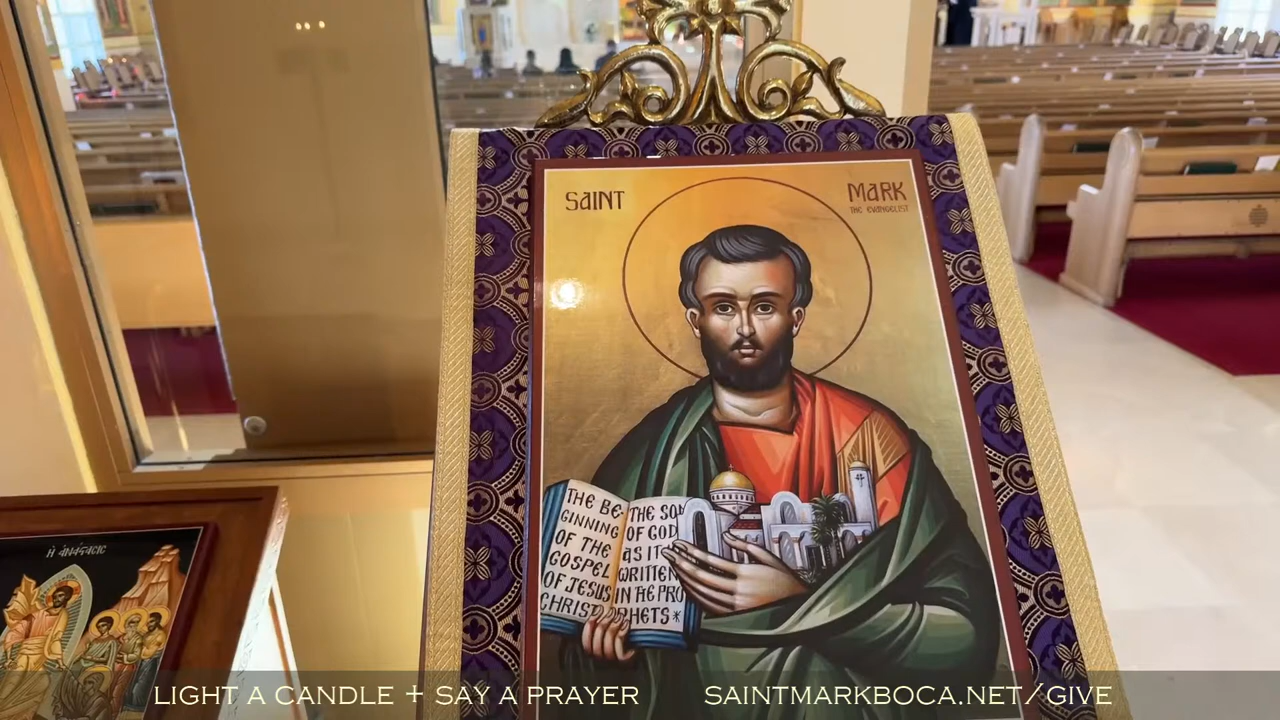 SAINT
MARK
THE EVANGELIST
THE BE-
GINNING
OF THE
GOSPEL
OF JESUS
CHRIST
THE SON
OF GOD
AS IT
WRITTEN
IN THE PRO
PHETS*
Η ἈΝΆCΤΑCΙC
LIGHT A CANDLE + SAY A PRAYER
SAINTMARKBOCA.NET/GIVE